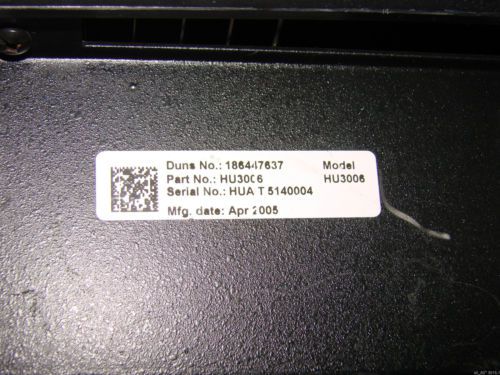 Duns No.: 186447637 Model
Part No.: HU3006 HU3006
Serial No.: HUA T 5140004
Mfg. date: Apr 2005